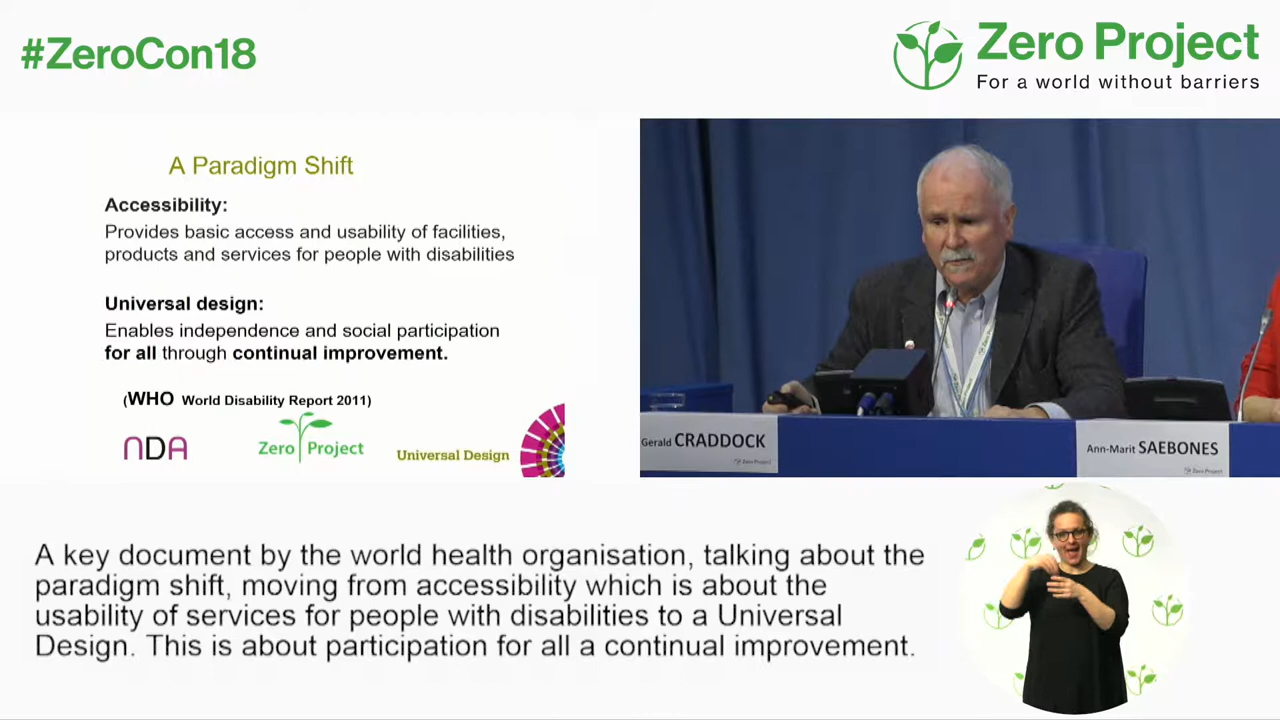 #ZeroCon18
Zero Project
For a world without barriers
A Paradigm Shift
Accessibility:
Provides basic access and usability of facilities,
products and services for people with disabilities
Universal design:
Enables independence and social participation
for all through continual improvement.
(WHO World Disability Report 2011)
NDA
Zero Project
Universal Design
Gerald CRADDOCK
Zero Project
Ann-Marit SAEBONES
Zero Project
A key document by the world health organisation, talking about the
paradigm shift, moving from accessibility which is about the
usability of services for people with disabilities to a Universal
Design. This is about participation for all a continual improvement.